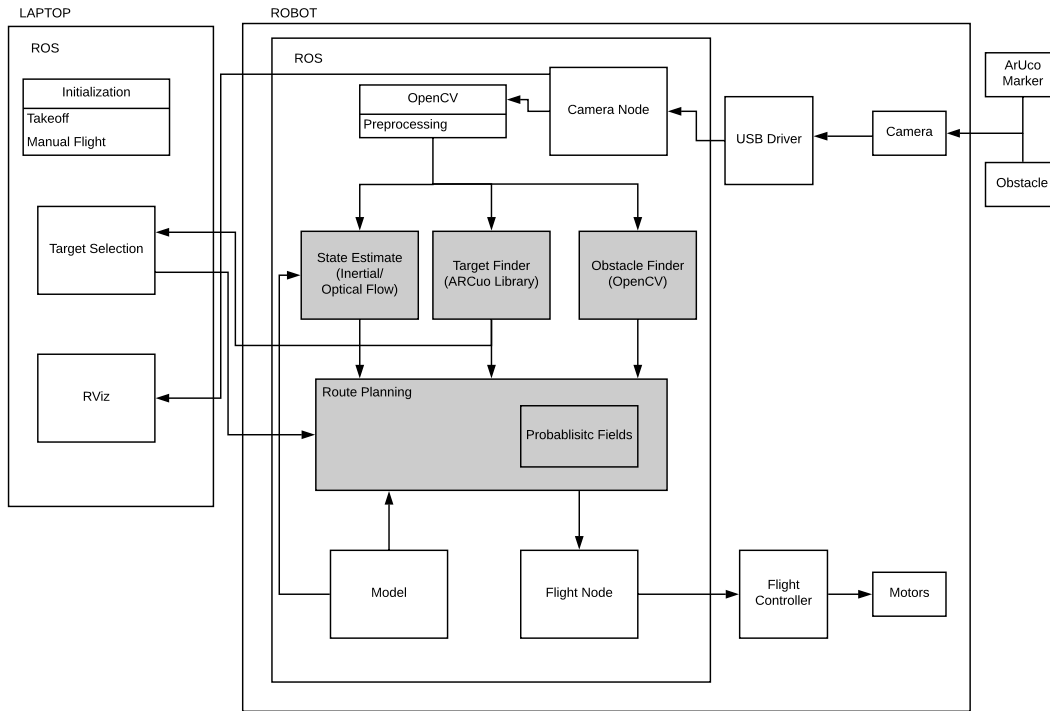 LAPTOP
ROBOT
ROS
ROS
Initialization
Takeoff
Manual Flight
OpenCV
Preprocessing
Camera Node
USB Driver
Camera
ArUco
Marker
Obstacle
Target Selection
State Estimate
(Inertial/
Optical Flow)
Target Finder
(ARCuo Library)
Obstacle Finder
(OpenCV)
RViz
Route Planning
Probablisitc Fields
Model
Flight Node
Flight
Controller
Motors